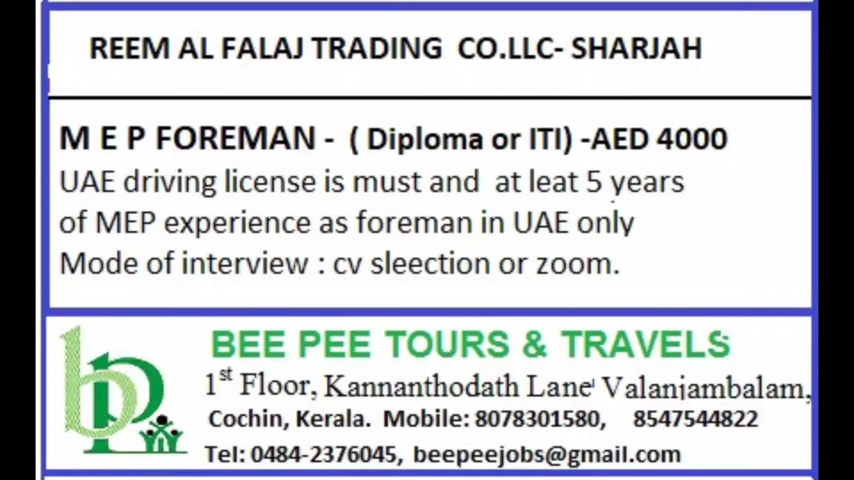 REEM AL FALAJ TRADING CO.LLC- SHARJAH
M E P FOREMAN - ( Diploma or ITI) -AED 4000
UAE driving license is must and at leat 5 years
of MEP experience as foreman in UAE only
Mode of interview : cv sleection or zoom.
bp
BEE PEE TOURS & TRAVELS
1st Floor, Kannanthodath Lane Valanjambalam,
Cochin, Kerala. Mobile: 8078301580, 8547544822
Tel: 0484-2376045, beepeejobs@gmail.com